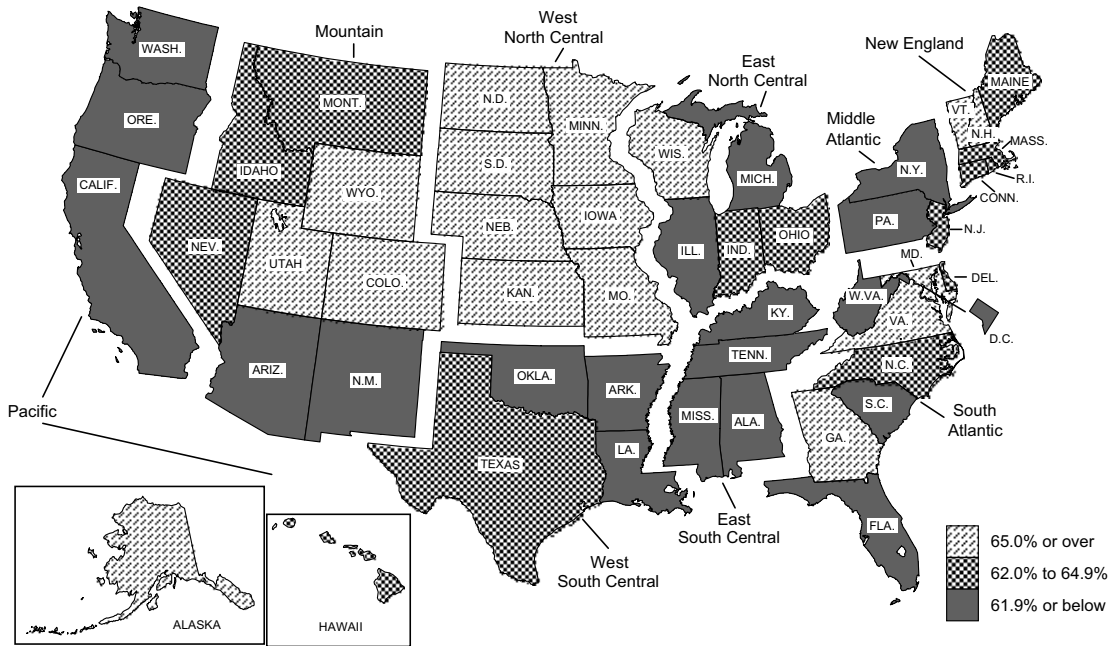 West
North Central
Mountain
New England
East
North Central
Middle
Atlantic
WASH.
ORE.
CALIF.
MONT.
IDAHO
WYO.
NEV.
UTAH
COLO.
ARIZ.
N.M.
N.D.
S.D.
NEB.
KAN.
MINN.
IOWA
MO.
WIS.
MICH.
ILL.
IND.
OHIO
MAINE
VT.
N.H.
MASS.
R.I.
CONN.
N.Y.
PA.
N.J.
MD.
DEL.
W.VA.
VA.
D.C.
KY.
TENN.
N.C.
S.C.
OKLA.
ARK.
MISS.
ALA.
GA.
LA.
TEXAS
FLA.
Pacific
South
Atlantic
East
South Central
West
South Central
ALASKA
HAWAII
65.0% or over
62.0% to 64.9%
61.9% or below